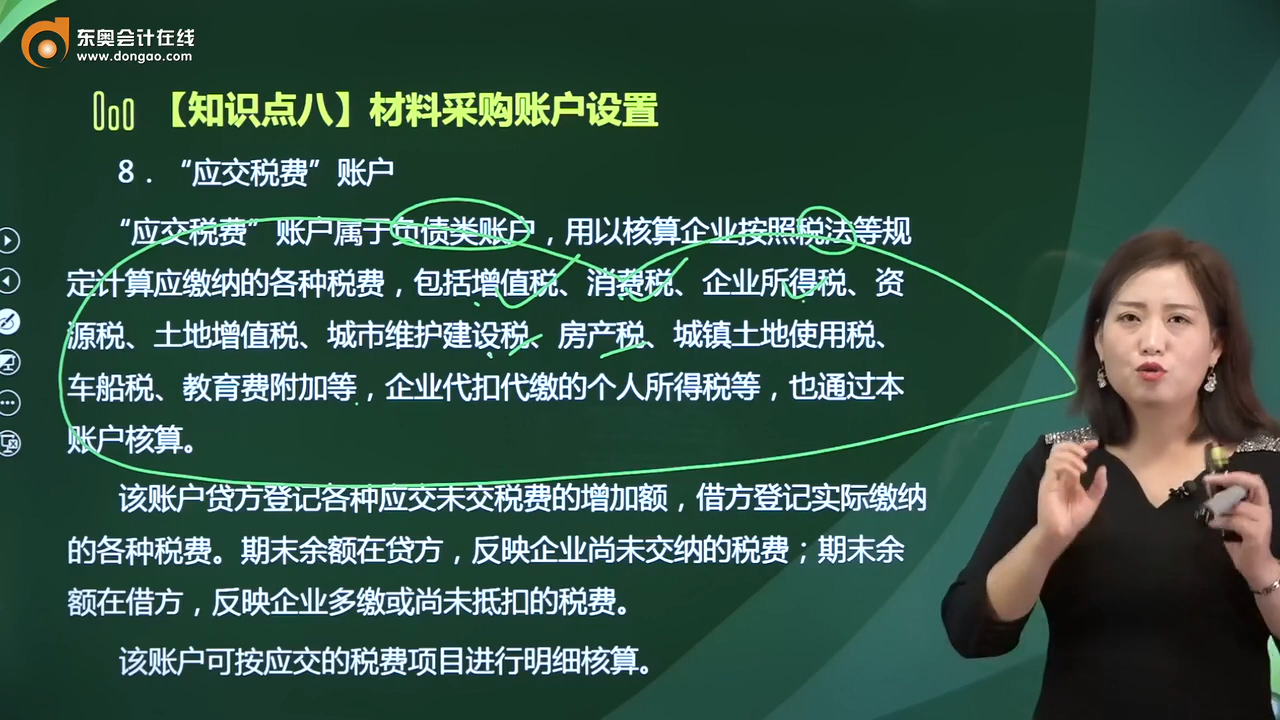 东奥会计在线
www.dongao.com
【知识点八】材料采购账户设置
8．“应交税费”账户
“应交税费”账户属于负债类账户，用以核算企业按照税法等规
定计算应缴纳的各种税费，包括增值税、消费税、企业所得税、资
源税、土地增值税、城市维护建设税、房产税、城镇土地使用税、
车船税、教育费附加等，企业代扣代缴的个人所得税等，也通过本
账户核算。
该账户贷方登记各种应交未交税费的增加额，借方登记实际缴纳
的各种税费。期末余额在贷方，反映企业尚未交纳的税费；期末余
额在借方，反映企业多缴或尚未抵扣的税费。
该账户可按应交的税费项目进行明细核算。